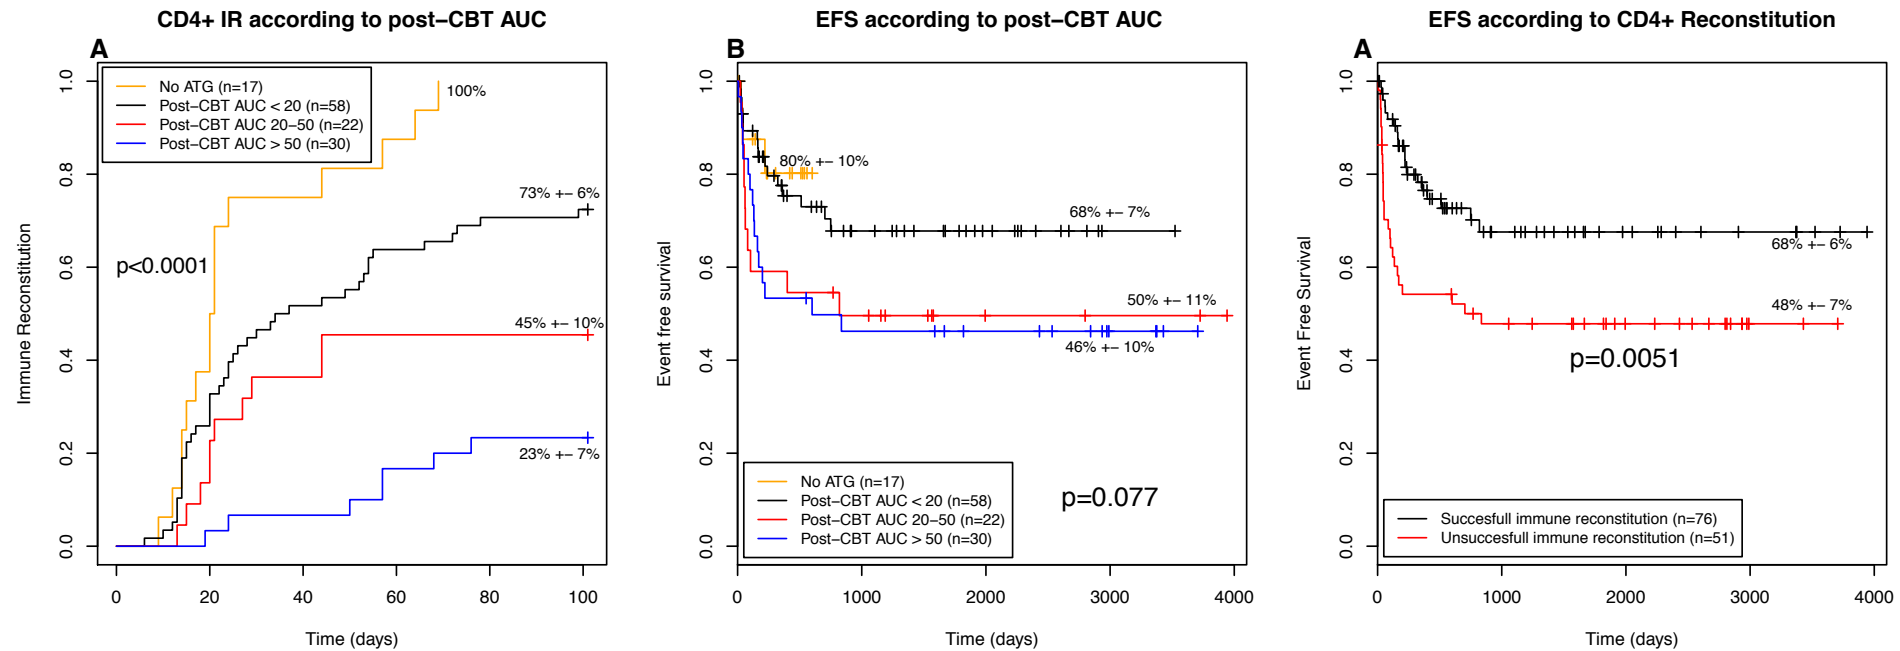 CD4+ IR according to post−CBT AUC
A
No ATG (n=17)
Post−CBT AUC < 20 (n=58)
Post−CBT AUC 20−50 (n=22)
Post−CBT AUC > 50 (n=30)
100%
73% +− 6%
p<0.0001
45% +− 10%
23% +− 7%
Immune Reconstitution
0.0
0.2
0.4
0.6
0.8
1.0
0
20
40
60
80
100
Time (days)
EFS according to post−CBT AUC
B
80% +− 10%
68% +− 7%
50% +− 11%
46% +− 10%
No ATG (n=17)
Post−CBT AUC < 20 (n=58)
Post−CBT AUC 20−50 (n=22)
Post−CBT AUC > 50 (n=30)
p=0.077
Event free survival
0.0
0.2
0.4
0.6
0.8
1.0
0
1000
2000
3000
4000
Time (days)
EFS according to CD4+ Reconstitution
A
68% +− 6%
48% +− 7%
p=0.0051
Succesfull immune reconstitution (n=76)
Unsuccesfull immune reconstitution (n=51)
Event Free Survival
0.0
0.2
0.4
0.6
0.8
1.0
0
1000
2000
3000
4000
Time (days)